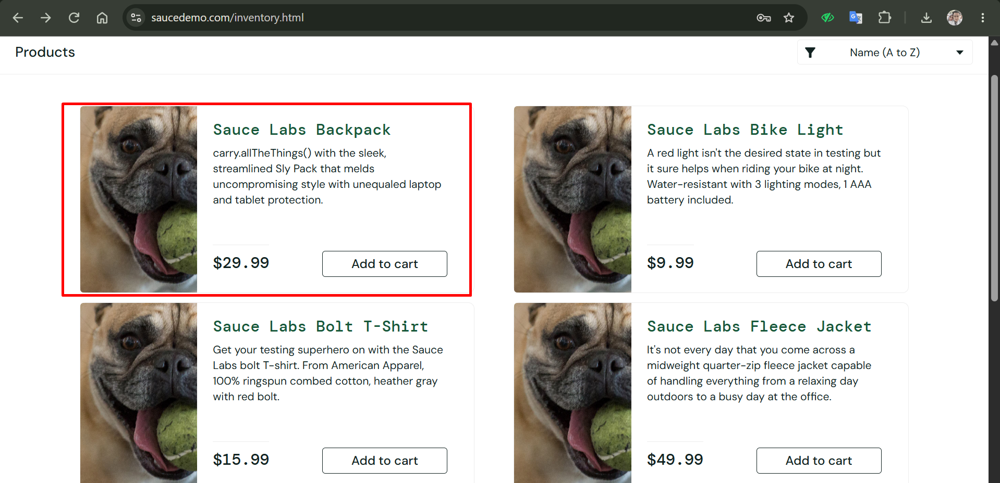 saucedemo.com/inventory.html
Products
Name (A to Z)
Sauce Labs Backpack
carry.allTheThings() with the sleek,
streamlined Sly Pack that melds
uncompromising style with unequaled laptop
and tablet protection.
$29.99
Add to cart
Sauce Labs Bike Light
A red light isn't the desired state in testing but
it sure helps when riding your bike at night.
Water-resistant with 3 lighting modes, 1 AAA
battery included.
$9.99
Add to cart
Sauce Labs Bolt T-Shirt
Get your testing superhero on with the Sauce
Labs bolt T-shirt. From American Apparel,
100% ringspun combed cotton, heather gray
with red bolt.
$15.99
Add to cart
Sauce Labs Fleece Jacket
It's not every day that you come across a
midweight quarter-zip fleece jacket capable
of handling everything from a relaxing day
outdoors to a busy day at the office.
$49.99
Add to cart